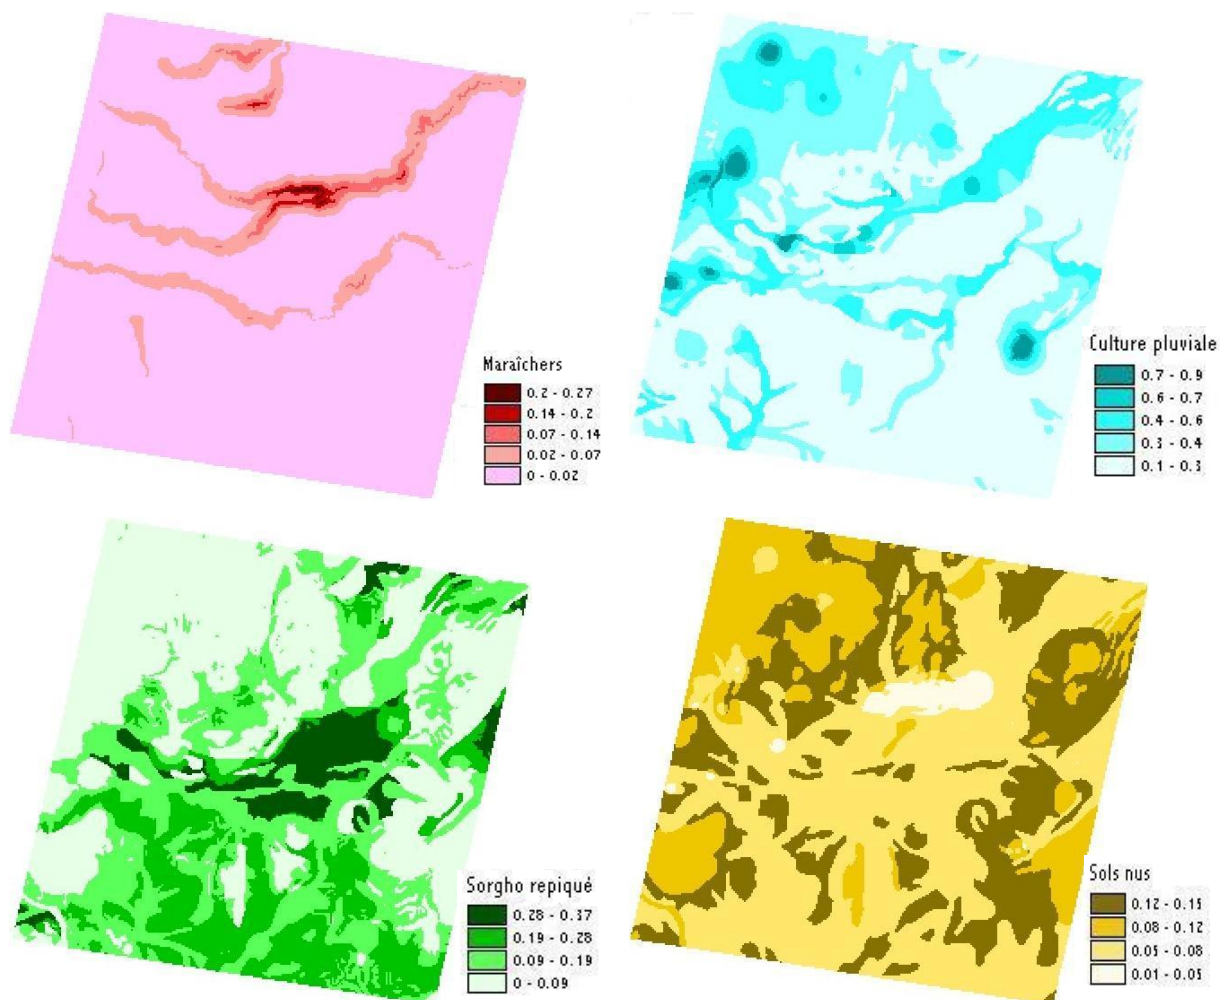 Maraîchers
0.2 - 0.27
0.14 - 0.2
0.07 - 0.14
0.02 - 0.07
0 - 0.02
Culture pluviale
0.7 - 0.9
0.6 - 0.7
0.4 - 0.6
0.3 - 0.4
0.1 - 0.3
Sorgho repiqué
0.28 - 0.37
0.19 - 0.28
0.09 - 0.19
0 - 0.09
Sols nus
0.12 - 0.15
0.08 - 0.12
0.05 - 0.08
0.01 - 0.05